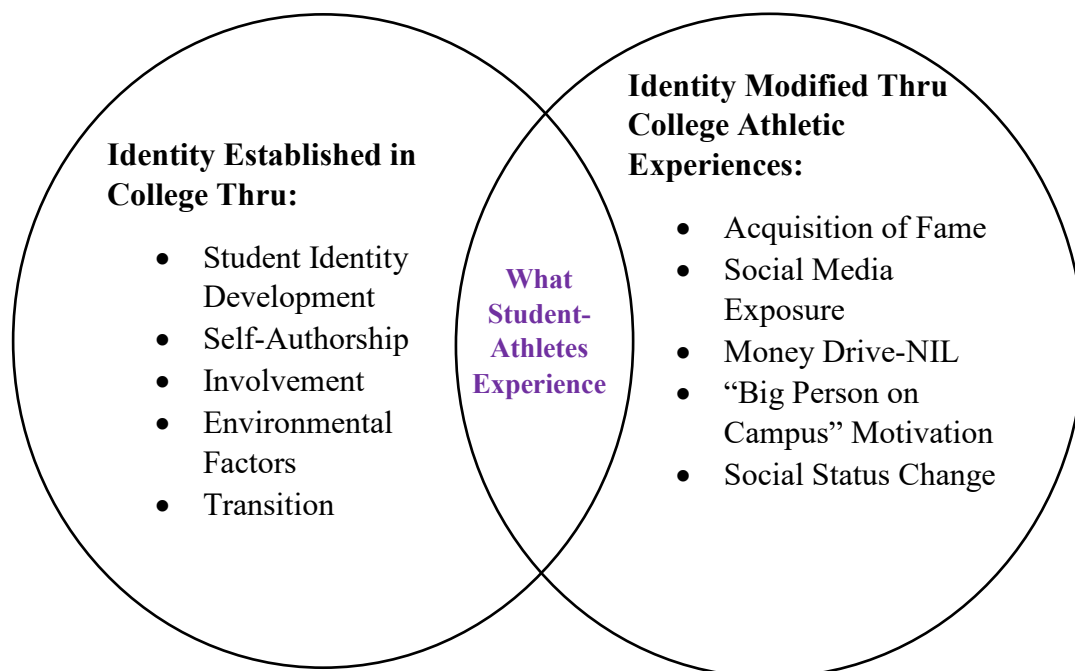 Identity Established in
College Thru:
• Student Identity
Development
• Self-Authorship
• Involvement
• Environmental
Factors
• Transition
What
Student-
Athletes
Experience
Identity Modified Thru
College Athletic
Experiences:
• Acquisition of Fame
• Social Media
Exposure
• Money Drive-NIL
• “Big Person on
Campus” Motivation
• Social Status Change